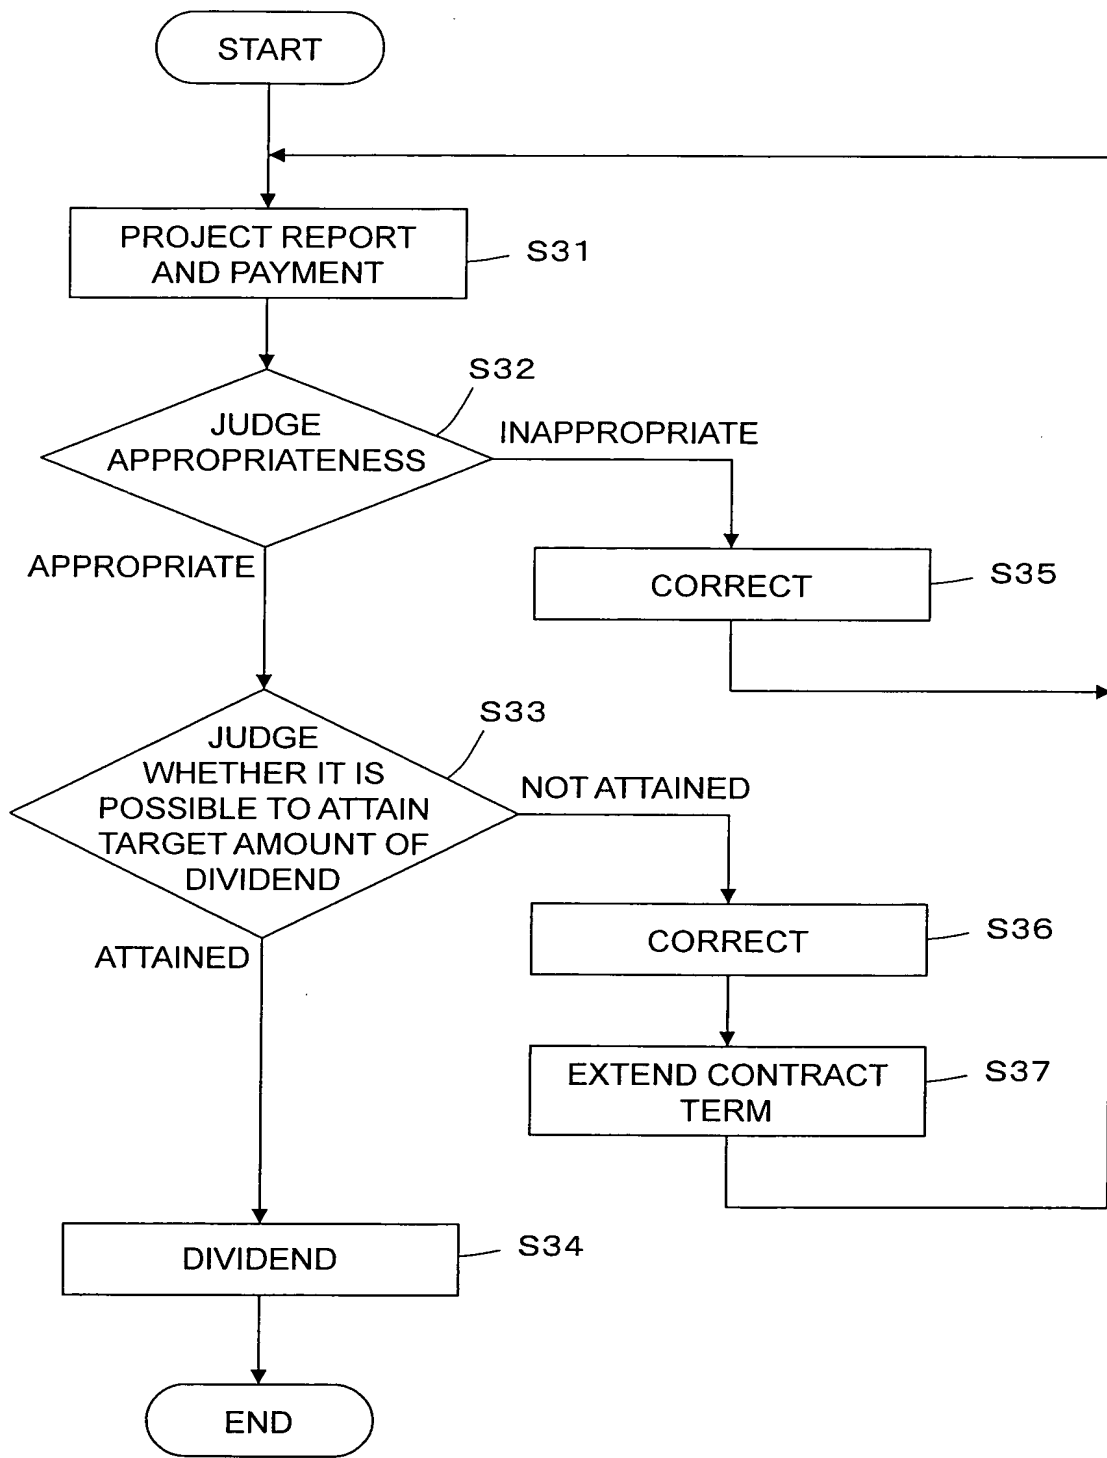 START
PROJECT REPORT
AND PAYMENT
S31
S32
JUDGE
APPROPRIATENESS
INAPPROPRIATE
APPROPRIATE
CORRECT
S35
S33
JUDGE
WHETHER IT IS
POSSIBLE TO ATTAIN
TARGET AMOUNT OF
DIVIDEND
NOT ATTAINED
ATTAINED
CORRECT
S36
EXTEND CONTRACT
TERM
S37
DIVIDEND
S34
END